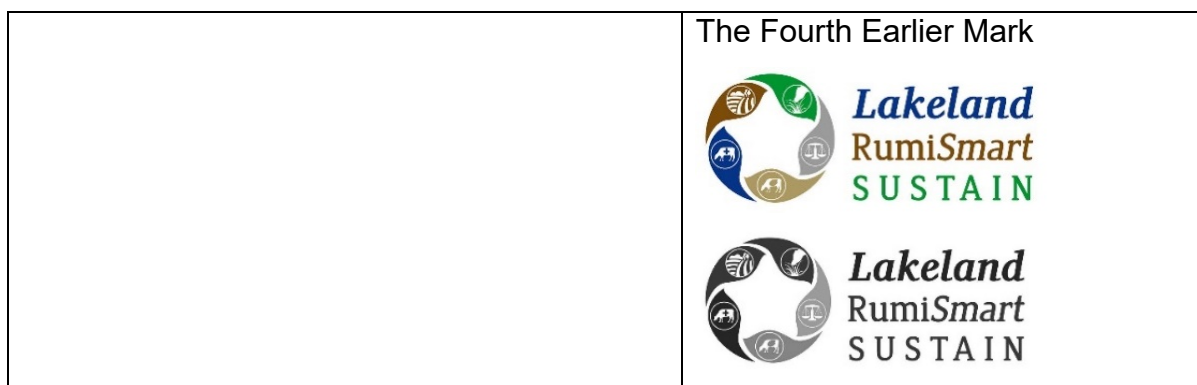 The Fourth Earlier Mark
Lakeland
RumiSmart
SUSTAIN
Lakeland
RumiSmart
SUSTAIN